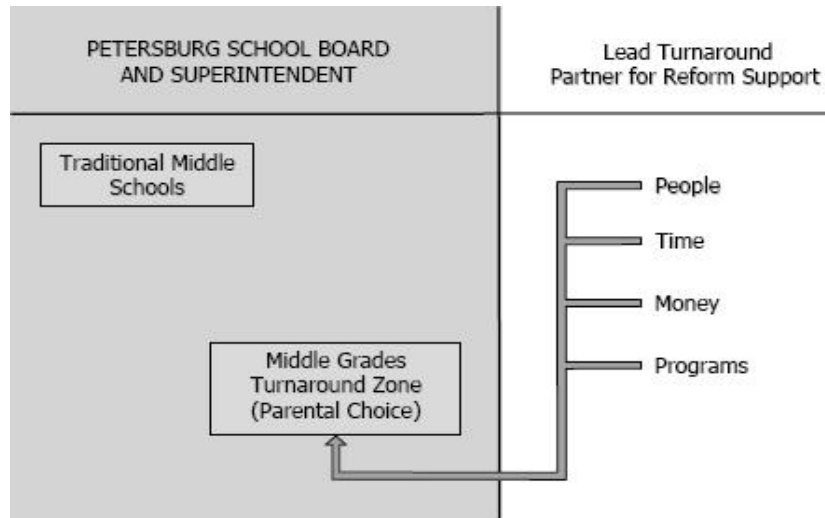 PETERSBURG SCHOOL BOARD
AND SUPERINTENDENT
Lead Turnaround
Partner for Reform Support
Traditional Middle
Schools
People
Time
Money
Programs
Middle Grades
Turnaround Zone
(Parental Choice)